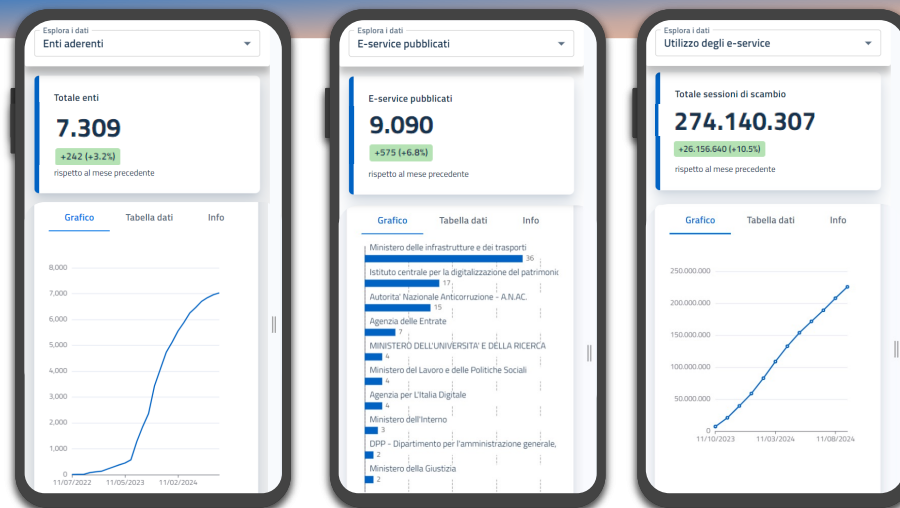 Esplora i dati
Enti aderenti
Totale enti
7.309
+242 (+3.2%)
rispetto al mese precedente
Grafico Tabella dati Info
8,000
7,000
6,000
5,000
4,000
3,000
2,000
1,000
0
11/07/2022 11/05/2023 11/02/2024
Esplora i dati
E-service pubblicati
E-service pubblicati
9.090
+575 (+6.8%)
rispetto al mese precedente
Grafico Tabella dati Info
Ministero delle infrastrutture e dei trasporti
36
Istituto centrale per la digitalizzazione del patrimonio
17
Autorita' Nazionale Anticorruzione - A.N.AC.
15
Agenzia delle Entrate
7
MINISTERO DELL'UNIVERSITA' E DELLA RICERCA
4
Ministero del Lavoro e delle Politiche Sociali
4
Agenzia per L'Italia Digitale
4
Ministero dell'Interno
3
DPP - Dipartimento per l'amministrazione generale,
2
Ministero della Giustizia
2
Esplora i dati
Utilizzo degli e-service
Totale sessioni di scambio
274.140.307
+26.156.640 (+10.5%)
rispetto al mese precedente
Grafico Tabella dati Info
250.000.000
200.000.000
150.000.000
100.000.000
50.000.000
0
11/10/2023 11/03/2024 11/08/2024